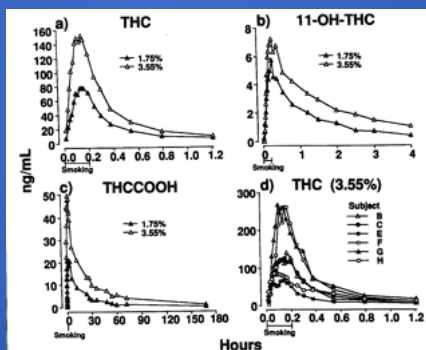 a) THC
160
140
120
100
80
60
40
20
0
1.75%
3.55%
0.0 0.2 0.4 0.6 0.8 1.0 1.2
Smoking
b) 11-OH-THC
8
6
4
2
0
1.75%
3.55%
0 1 2 3 4
Smoking
ng/mL
c) THCCOOH
50
40
30
20
10
0
1.75%
3.55%
0 30 60 90 120 150 180
Smoking
d) THC (3.55%)
300
200
100
0
Subject
B
C
E
F
G
H
0.0 0.2 0.4 0.6 0.8 1.0 1.2
Smoking
Hours